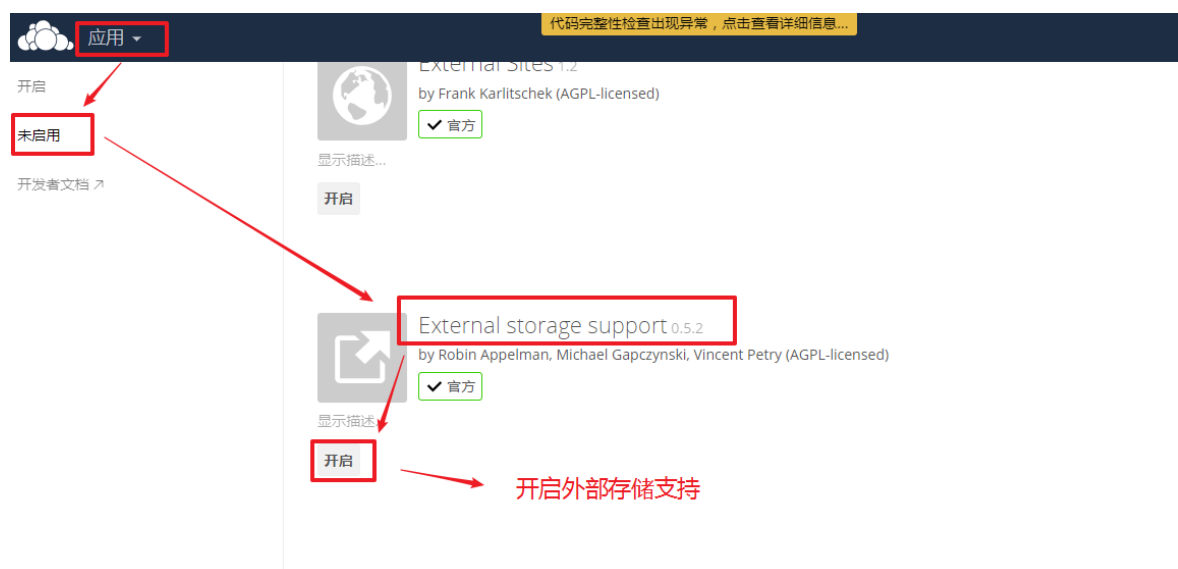 应用
代码完整性检查出现异常，点击查看详细信息...
开启
未启用
开发者文档
External Sites 1.2
by Frank Karlitschek (AGPL-licensed)
官方
显示描述...
开启
External storage support 0.5.2
by Robin Appelman, Michael Gapczynski, Vincent Petry (AGPL-licensed)
官方
显示描述...
开启
开启外部存储支持